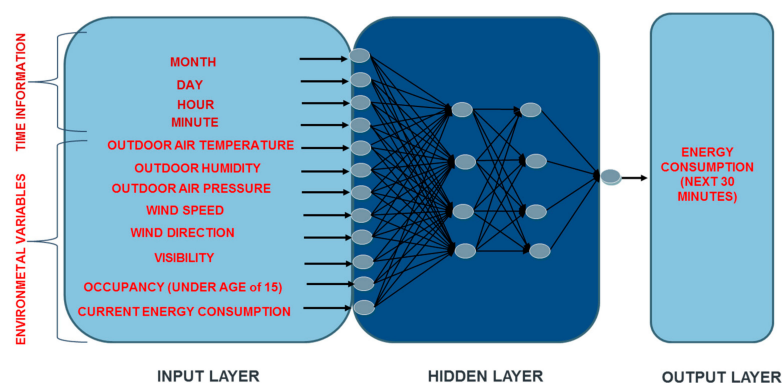 TIME INFORMATION
ENVIRONMETAL VARIABLES
MONTH
DAY
HOUR
MINUTE
OUTDOOR AIR TEMPERATURE
OUTDOOR HUMIDITY
OUTDOOR AIR PRESSURE
WIND SPEED
WIND DIRECTION
VISIBILITY
OCCUPANCY (UNDER AGE of 15)
CURRENT ENERGY CONSUMPTION
ENERGY
CONSUMPTION
(NEXT 30
MINUTES)
INPUT LAYER
HIDDEN LAYER
OUTPUT LAYER